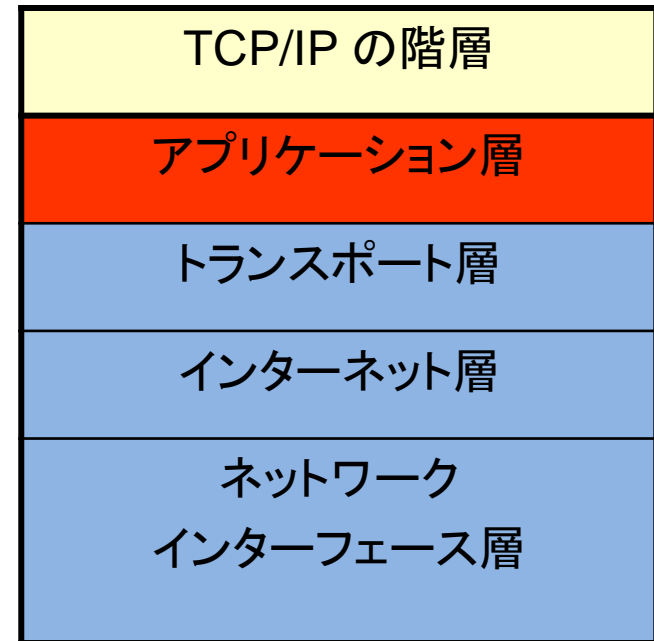 TCP/IP の階層
アプリケーション層
トランスポート層
インターネット層
ネットワーク
インターフェース層